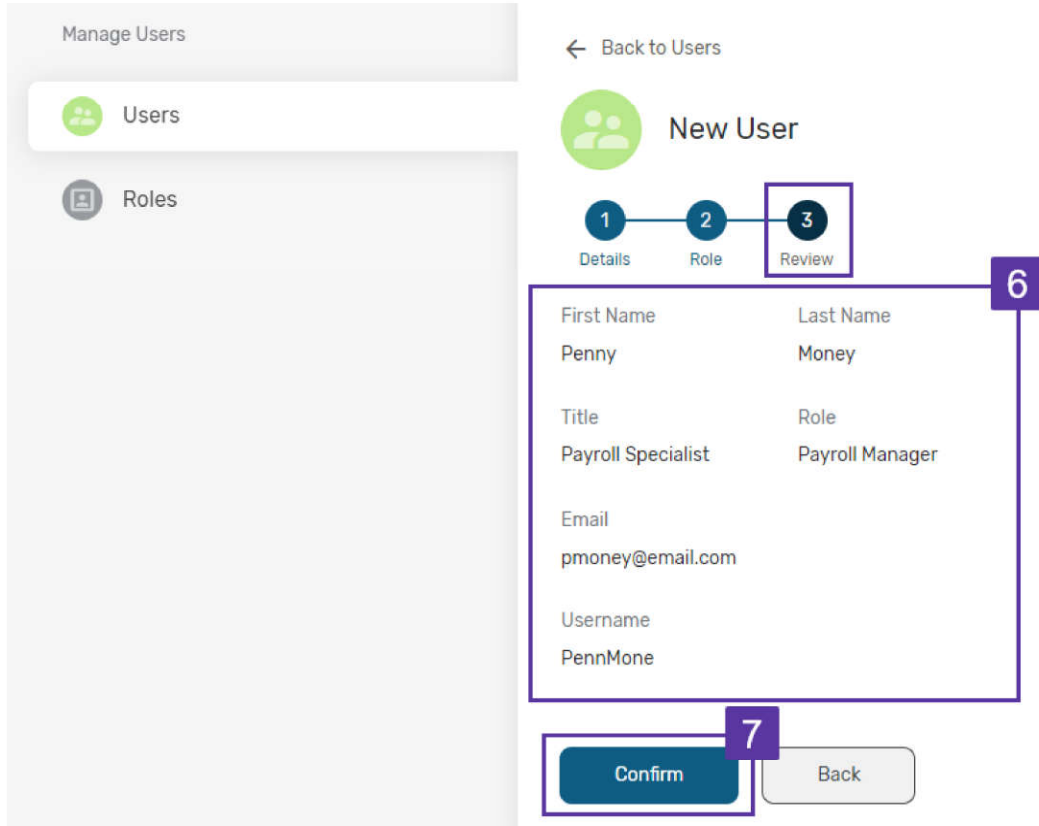 Manage Users
Users
Roles
← Back to Users
New User
1 2 3
Details Role Review
6
First Name Last Name
Penny Money
Title Role
Payroll Specialist Payroll Manager
Email
pmoney@email.com
Username
PennMone
7
Confirm Back